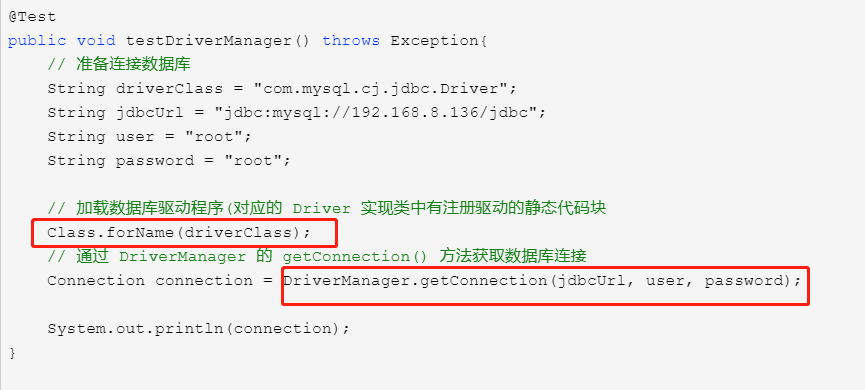 @Test
public void testDriverManager() throws Exception{
// 准备连接数据库
String driverClass = "com.mysql.cj.jdbc.Driver";
String jdbcUrl = "jdbc:mysql://192.168.8.136/jdbc";
String user = "root";
String password = "root";
// 加载数据库驱动程序(对应的 Driver 实现类中有注册驱动的静态代码块
Class.forName(driverClass);
// 通过 DriverManager 的 getConnection() 方法获取数据库连接
Connection connection = DriverManager.getConnection(jdbcUrl, user, password);
System.out.println(connection);
}